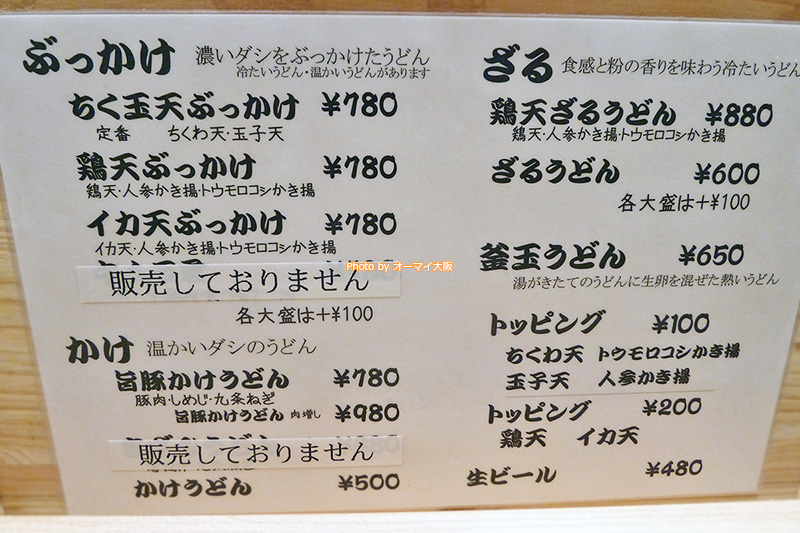 ぶっかけ 濃いダシをぶっかけたうどん
冷たいうどん・温かいうどんがあります
ちく玉天ぶっかけ ¥780
定番 ちくわ天・玉子天
鶏天ぶっかけ ¥780
鶏天・人参かき揚・トウモロコシかき揚
イカ天ぶっかけ ¥780
イカ天・人参かき揚・トウモロコシかき揚
販売しておりません
各大盛は+¥100
かけ 温かいダシのうどん
旨豚かけうどん ¥780
豚肉・しめじ・九条ねぎ
旨豚かけうどん 肉増し ¥980
販売しておりません
かけうどん ¥500
ざる 食感と粉の香りを味わう冷たいうどん
鶏天ざるうどん ¥880
鶏天・人参かき揚・トウモロコシかき揚
ざるうどん ¥600
各大盛は+¥100
釜玉うどん ¥650
湯がきたてのうどんに生卵を混ぜた熱いうどん
トッピング ¥100
ちくわ天 トウモロコシかき揚
玉子天 人参かき揚
トッピング ¥200
鶏天 イカ天
生ビール ¥480
Photo by オーマイ大阪